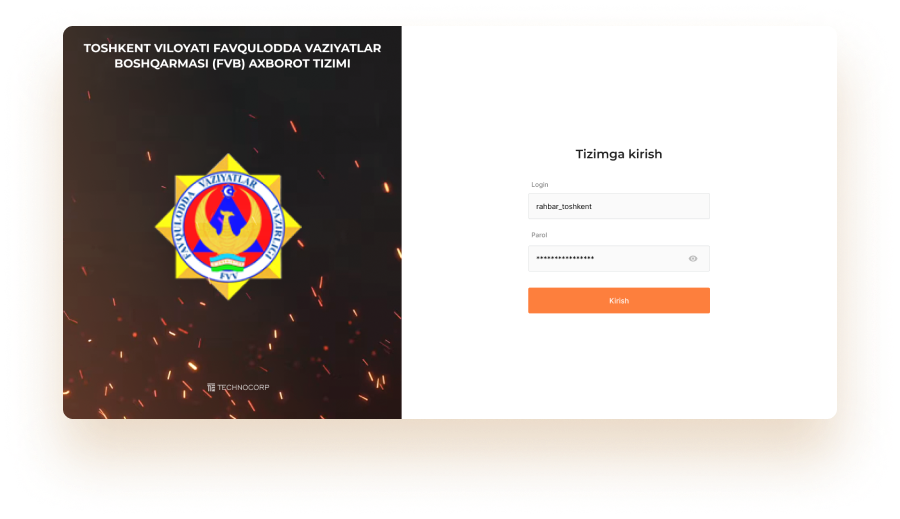 TOSHKENT VILOYATI FAVQULODDA VAZIYATLAR
BOSHQARMASI (FVB) AXBOROT TIZIMI
FAVQULODDA VAZIYATLAR VAZIRLIGI
FVV
TECHNOCORP
Tizimga kirish
Login
rahbar_toshkent
Parol
****************
Kirish